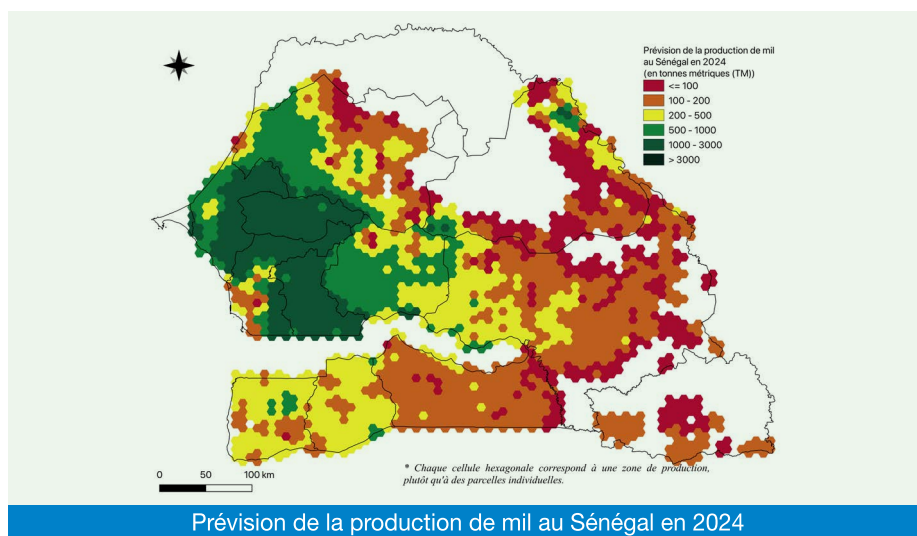 Prévision de la production de mil
au Sénégal en 2024
(en tonnes métriques (TM))
<= 100
100 - 200
200 - 500
500 - 1000
1000 - 3000
> 3000
* Chaque cellule hexagonale correspond à une zone de production,
plutôt qu'à des parcelles individuelles.
0 50 100 km
Prévision de la production de mil au Sénégal en 2024